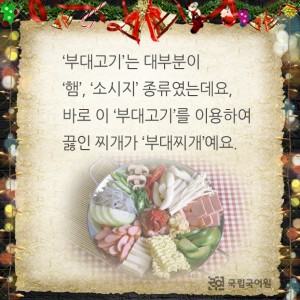 ‘부대고기’는 대부분이
‘햄’, ‘소시지’ 종류였는데요,
바로 이 ‘부대고기’를 이용하여
끓인 찌개가 ‘부대찌개’예요.
국립국어원